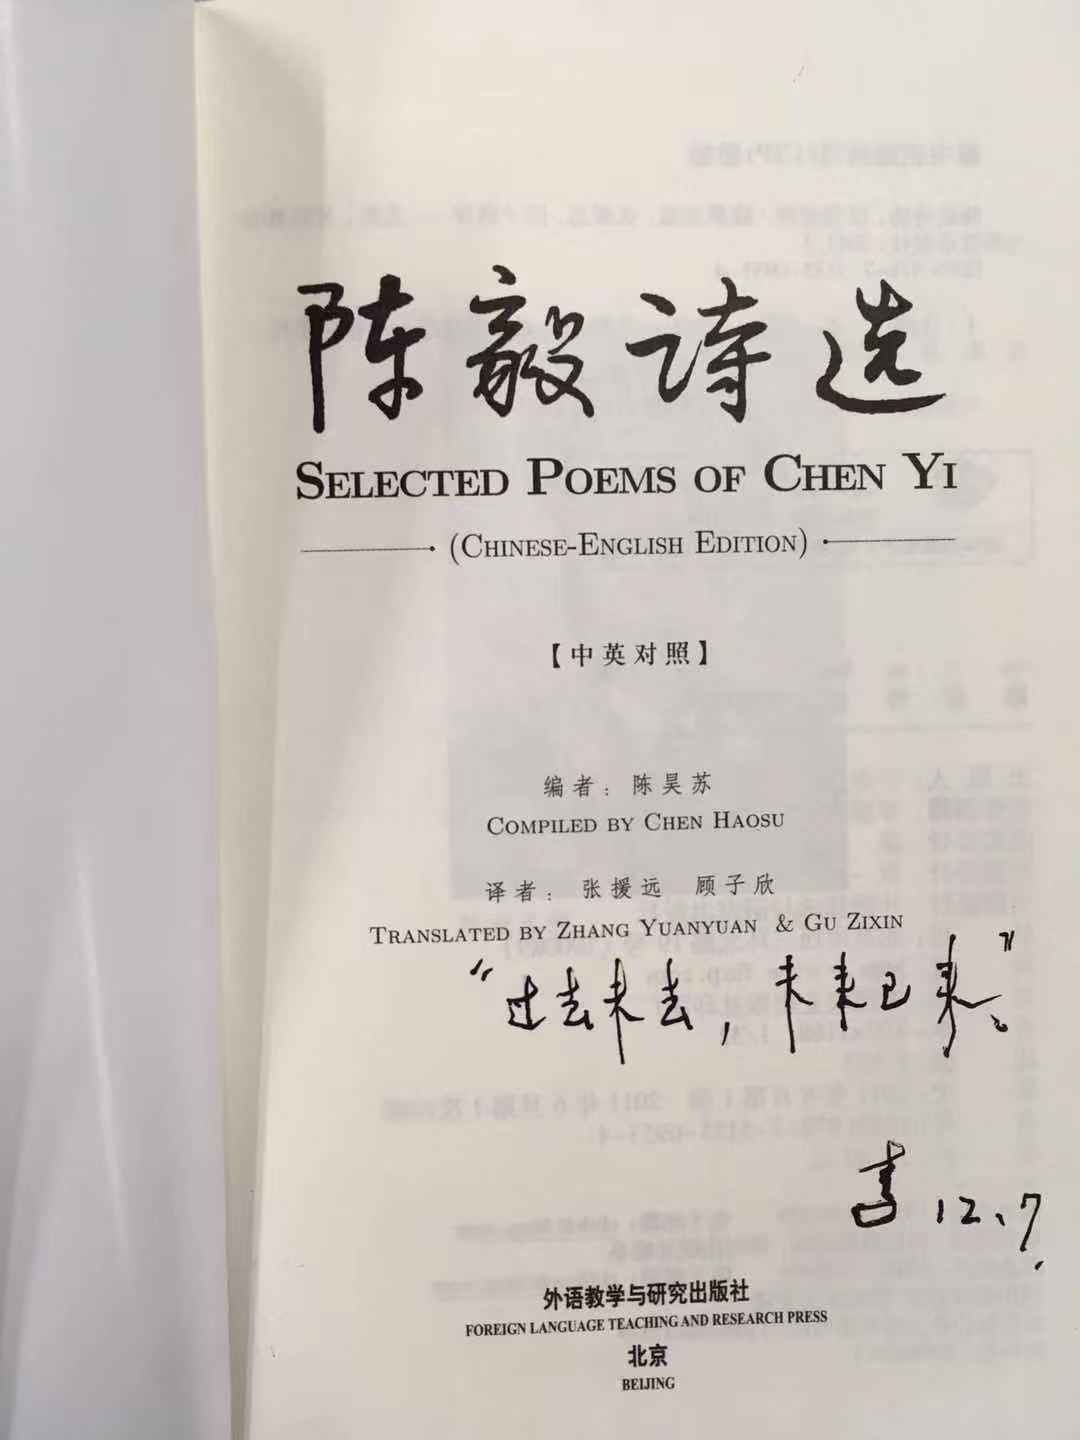 陈毅诗选
SELECTED POEMS OF CHEN YI
(CHINESE-ENGLISH EDITION)
【中英对照】
编者：陈昊苏
COMPILED BY CHEN HAOSU
译者：张援远 顾子欣
TRANSLATED BY ZHANG YUANYUAN & GU ZIXIN
“过去未去，未来已来”。
12、7.
外语教学与研究出版社
FOREIGN LANGUAGE TEACHING AND RESEARCH PRESS
北京
BEIJING